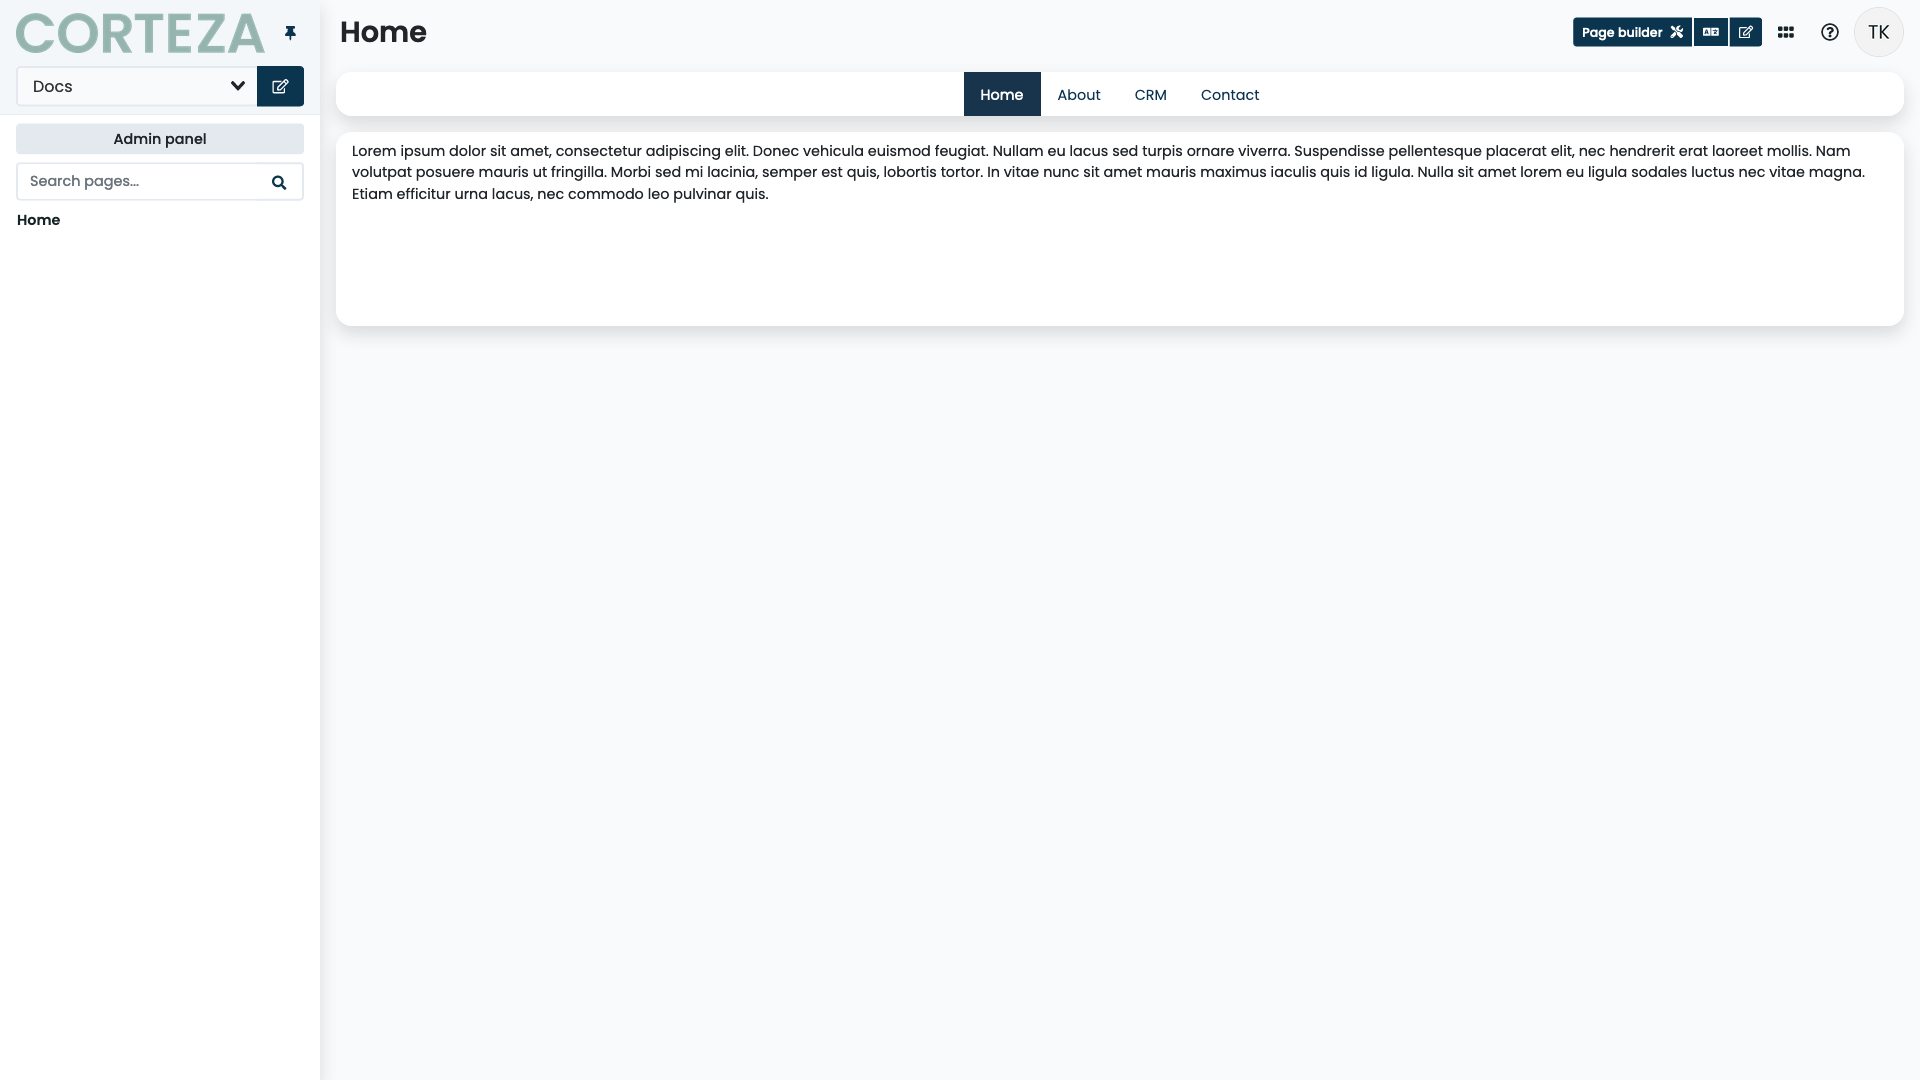 CORTEZA
Docs
Admin panel
Search pages...
Home
Home
Page builder
TK
Home About CRM Contact
Lorem ipsum dolor sit amet, consectetur adipiscing elit. Donec vehicula euismod feugiat. Nullam eu lacus sed turpis ornare viverra. Suspendisse pellentesque placerat elit, nec hendrerit erat laoreet mollis. Nam
volutpat posuere mauris ut fringilla. Morbi sed mi lacinia, semper est quis, lobortis tortor. In vitae nunc sit amet mauris maximus iaculis quis id ligula. Nulla sit amet lorem eu ligula sodales luctus nec vitae magna.
Etiam efficitur urna lacus, nec commodo leo pulvinar quis.